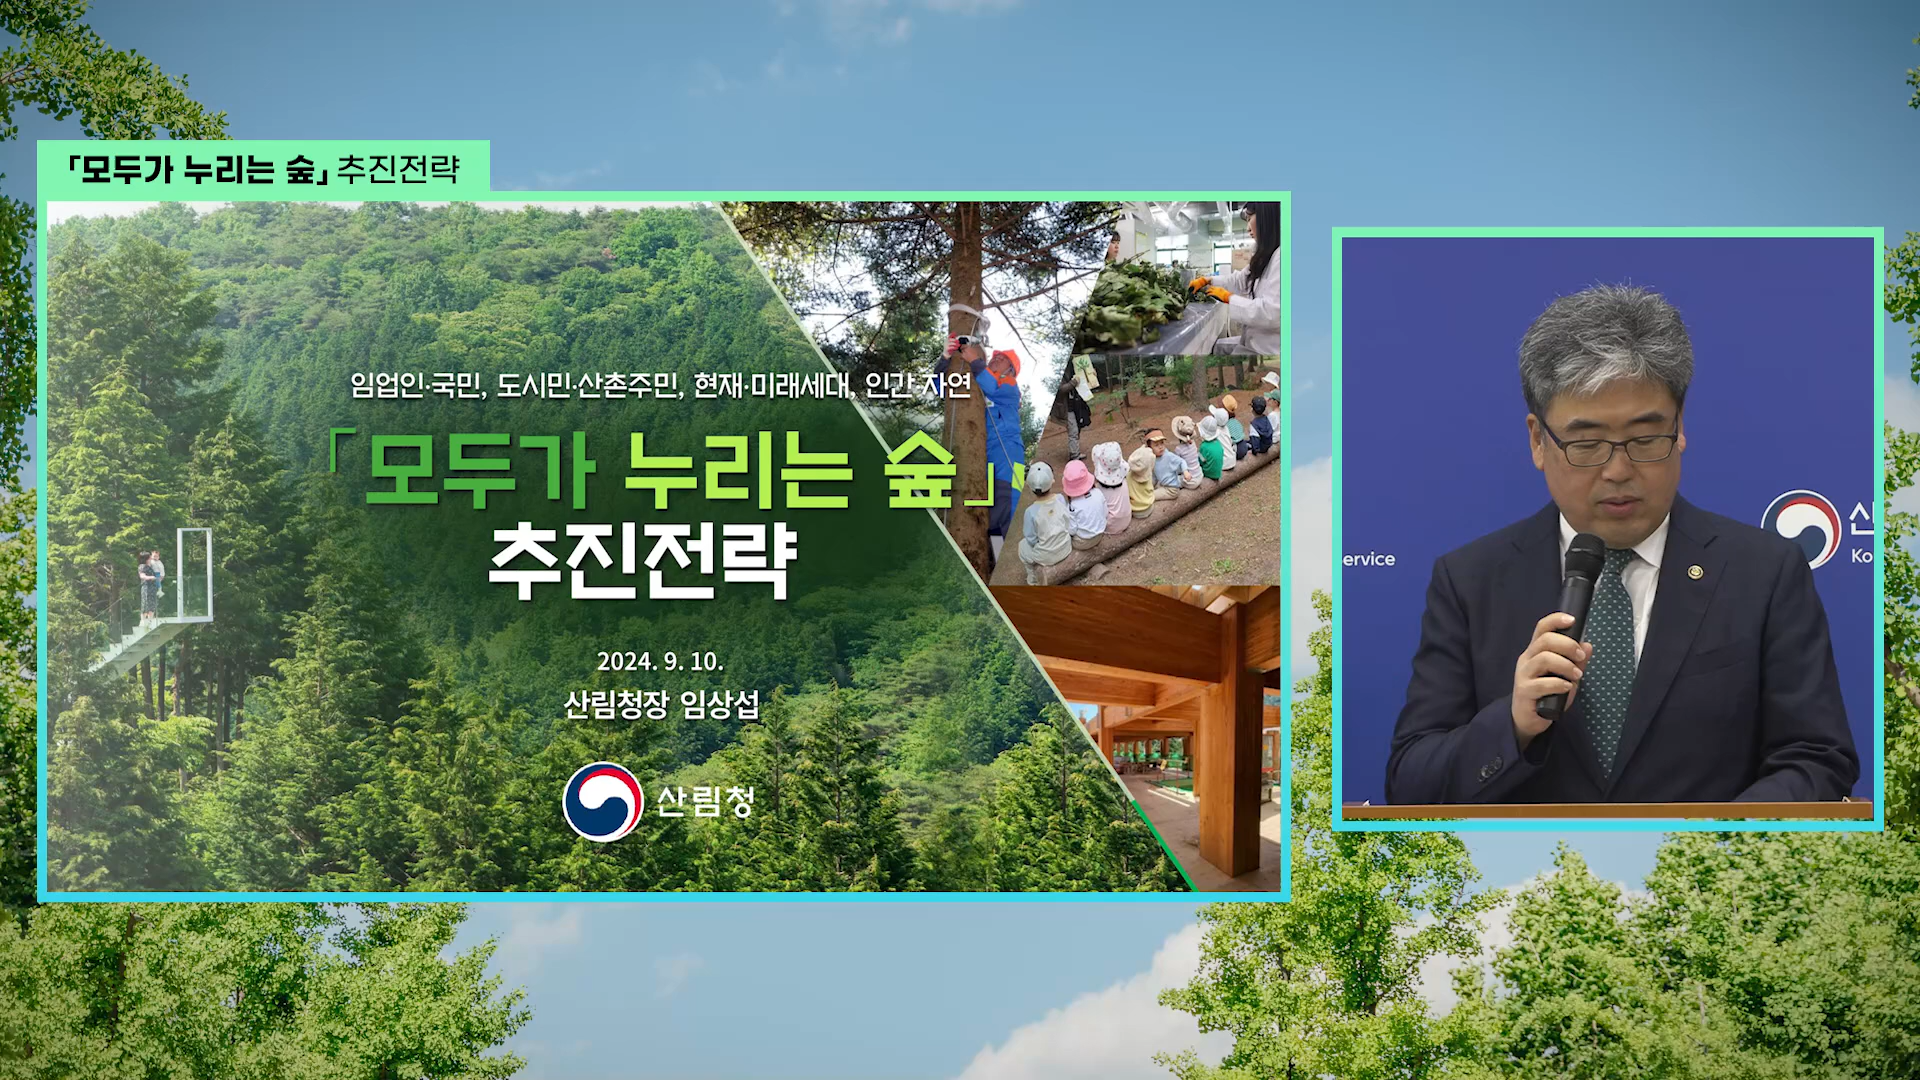 「모두가 누리는 숲」 추진전략
임업인·국민, 도시민·산촌주민, 현재·미래세대, 인간·자연
「모두가 누리는 숲」
추진전략
2024. 9. 10.
산림청장 임상섭
산림청
ervice
산
Ko